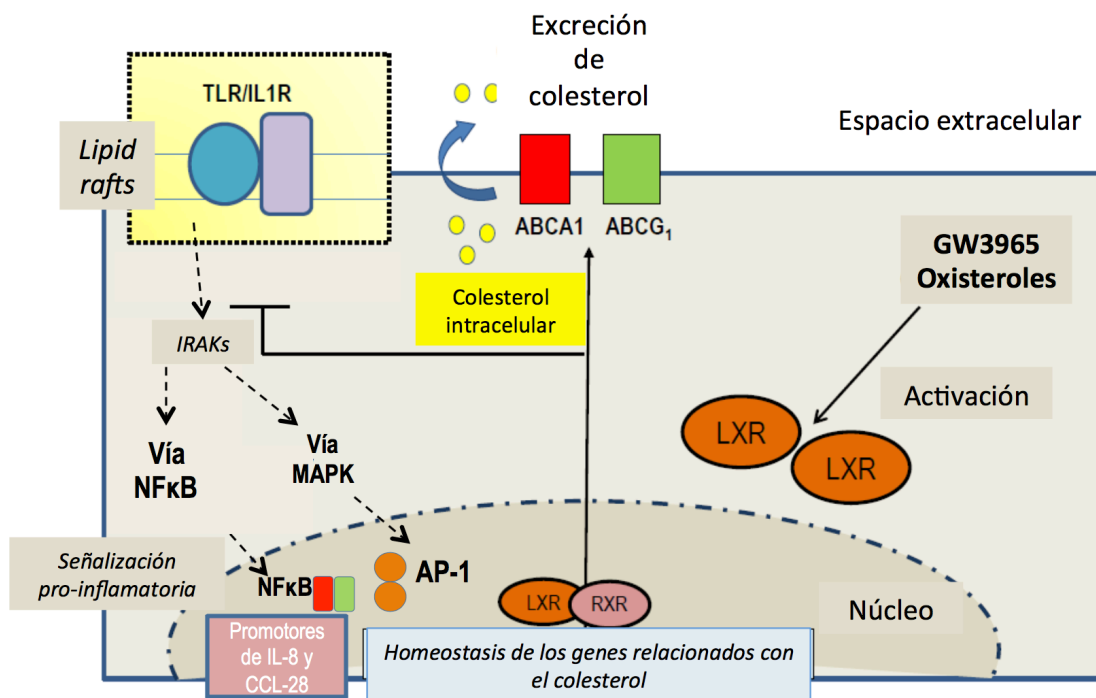 Excreción
de
colesterol
TLR/IL1R
Espacio extracelular
Lipid
rafts
ABCA1
ABCG1
GW3965
Oxisteroles
Colesterol
intracelular
IRAKs
Activación
LXR
LXR
Vía
NFκB
Vía
MAPK
Señalización
pro-inflamatoria
NFκB
AP-1
LXR
RXR
Núcleo
Promotores
de IL-8 y
CCL-28
Homeostasis de los genes relacionados con
el colesterol